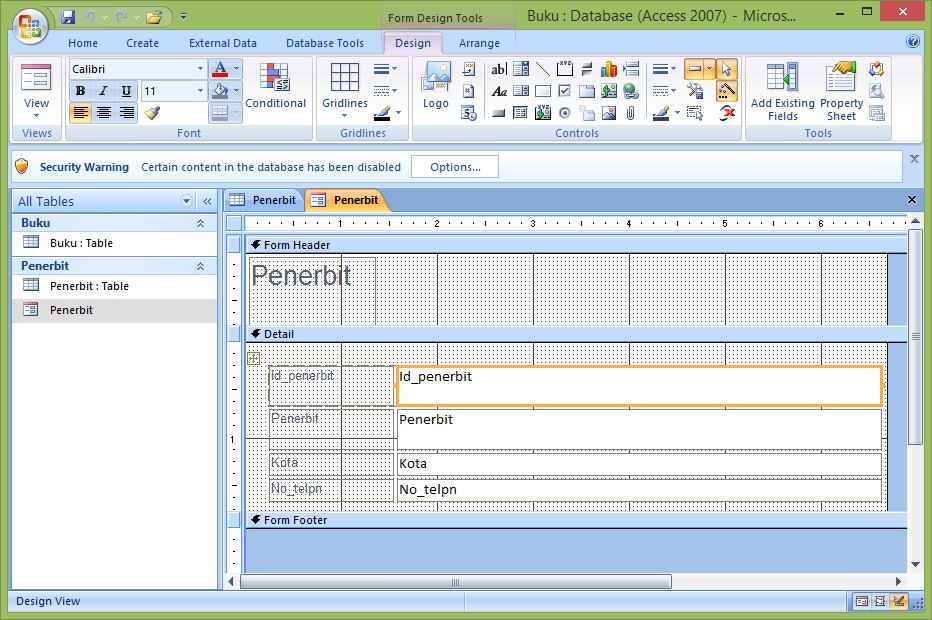 Form Design Tools
Buku : Database (Access 2007) - Micros...
Home Create External Data Database Tools Design Arrange
View
Views
Calibri
B I U 11
Conditional
Font
Gridlines
Gridlines
Logo
ab|
xyz
Aa
Controls
Add Existing Fields
Property Sheet
Tools
Security Warning Certain content in the database has been disabled Options...
All Tables
Buku
Buku : Table
Penerbit
Penerbit : Table
Penerbit
Penerbit Penerbit
1 2 3 4 5 6
Form Header
Penerbit
Detail
Id_penerbit Id_penerbit
Penerbit Penerbit
1
Kota Kota
No_telpn No_telpn
Form Footer
Design View